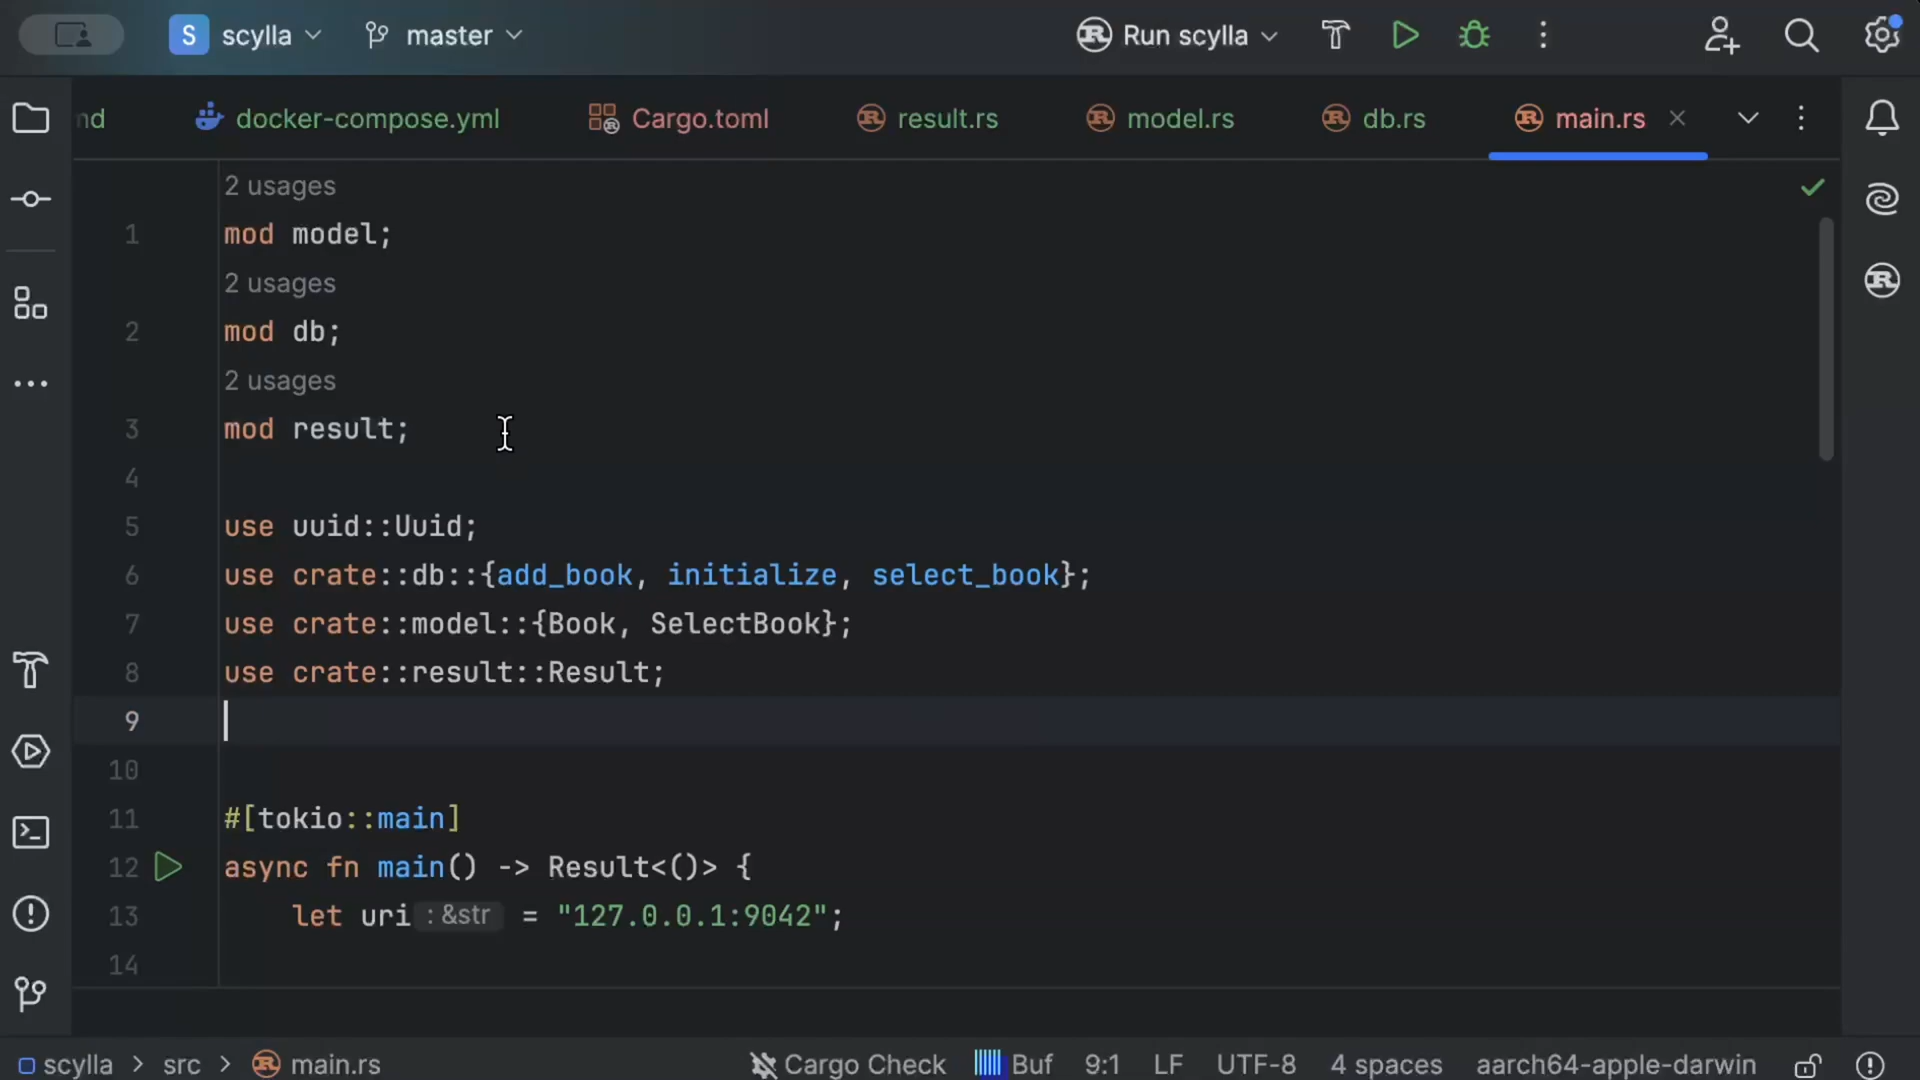 S scylla master Run scylla
nd docker-compose.yml Cargo.toml result.rs model.rs db.rs main.rs
2 usages
1 mod model;
2 usages
2 mod db;
2 usages
3 mod result;
4
5 use uuid::Uuid;
6 use crate::db::{add_book, initialize, select_book};
7 use crate::model::{Book, SelectBook};
8 use crate::result::Result;
9
10
11 #[tokio::main]
12 async fn main() -> Result<()> {
13 let uri : &str = "127.0.0.1:9042";
14
scylla > src > main.rs Cargo Check Buf 9:1 LF UTF-8 4 spaces aarch64-apple-darwin